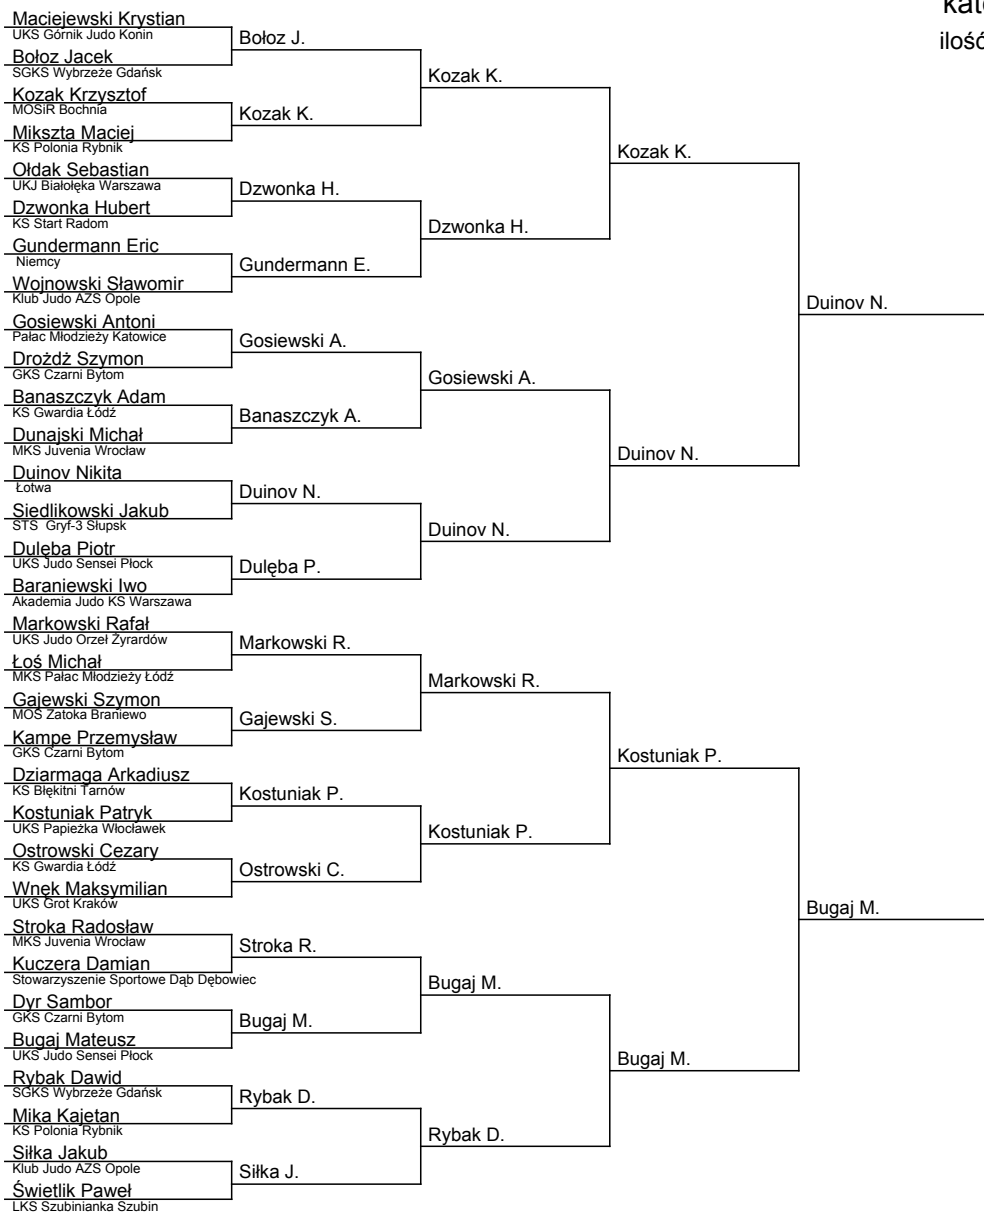 kat
ilość
Maciejewski Krystian
UKS Górnik Judo Konin
Bołoz Jacek
SGKS Wybrzeże Gdańsk
Kozak Krzysztof
MOSiR Bochnia
Mikszta Maciej
KS Polonia Rybnik
Ołdak Sebastian
UKJ Białołęka Warszawa
Dzwonka Hubert
KS Start Radom
Gundermann Eric
Niemcy
Wojnowski Sławomir
Klub Judo AZS Opole
Gosiewski Antoni
Pałac Młodzieży Katowice
Drożdż Szymon
GKS Czarni Bytom
Banaszczyk Adam
KS Gwardia Łódź
Dunajski Michał
MKS Juvenia Wrocław
Duinov Nikita
Łotwa
Siedlikowski Jakub
STS Gryf-3 Słupsk
Dulęba Piotr
UKS Judo Sensei Płock
Baraniewski Iwo
Akademia Judo KS Warszawa
Markowski Rafał
UKS Judo Orzeł Żyrardów
Łoś Michał
MKS Pałac Młodzieży Łódź
Gajewski Szymon
MOS Zatoka Braniewo
Kampe Przemysław
GKS Czarni Bytom
Dziarmaga Arkadiusz
KS Błękitni Tarnów
Kostuniak Patryk
UKS Papieżka Włocławek
Ostrowski Cezary
KS Gwardia Łódź
Wnęk Maksymilian
UKS Grot Kraków
Stroka Radosław
MKS Juvenia Wrocław
Kuczera Damian
Stowarzyszenie Sportowe Dąb Dębowiec
Dyr Sambor
GKS Czarni Bytom
Bugaj Mateusz
UKS Judo Sensei Płock
Rybak Dawid
SGKS Wybrzeże Gdańsk
Mika Kajetan
KS Polonia Rybnik
Siłka Jakub
Klub Judo AZS Opole
Świetlik Paweł
LKS Szubinianka Szubin
Bołoz J.
Kozak K.
Dzwonka H.
Gundermann E.
Gosiewski A.
Banaszczyk A.
Duinov N.
Dulęba P.
Markowski R.
Gajewski S.
Kostuniak P.
Ostrowski C.
Stroka R.
Bugaj M.
Rybak D.
Siłka J.
Kozak K.
Dzwonka H.
Gosiewski A.
Duinov N.
Markowski R.
Kostuniak P.
Bugaj M.
Rybak D.
Kozak K.
Duinov N.
Kostuniak P.
Bugaj M.
Duinov N.
Bugaj M.